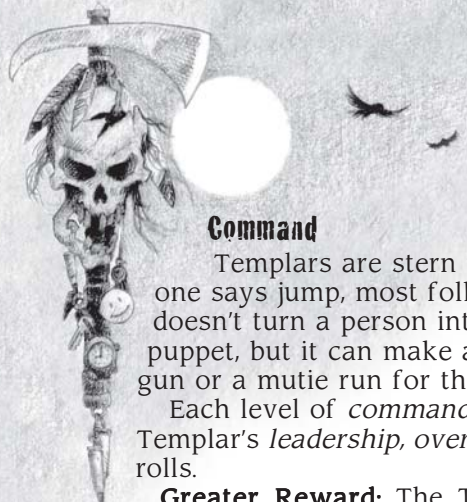 Command
Templars are stern
one says jump, most foll
doesn't turn a person int
puppet, but it can make a
gun or a mutie run for th
Each level of command
Templar's leadership, over
rolls.
Greater Reward: The T